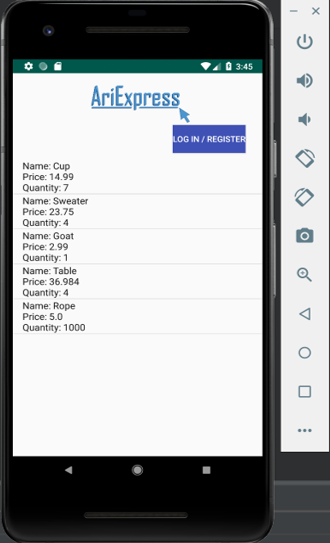 3:45
AriExpress
LOG IN / REGISTER
Name: Cup
Price: 14.99
Quantity: 7
Name: Sweater
Price: 23.75
Quantity: 4
Name: Goat
Price: 2.99
Quantity: 1
Name: Table
Price: 36.984
Quantity: 4
Name: Rope
Price: 5.0
Quantity: 1000